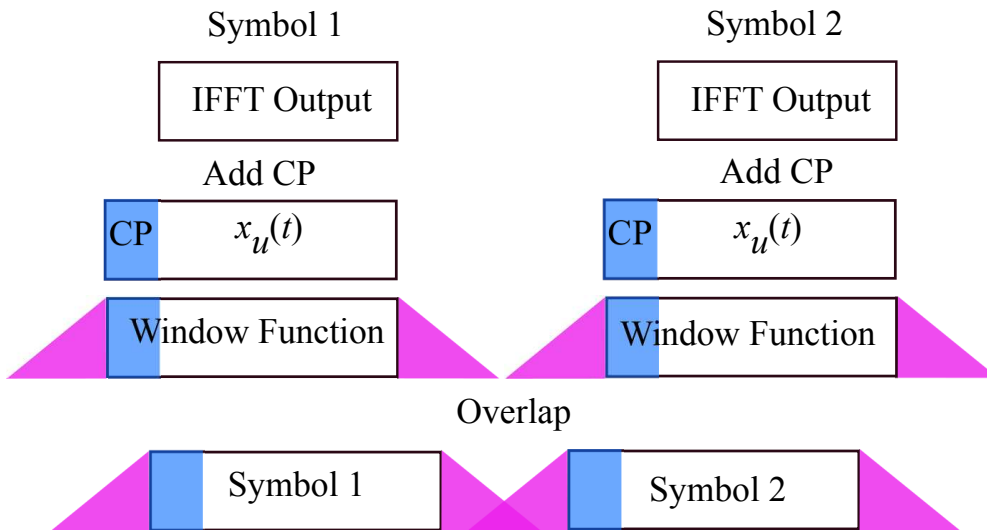 Symbol 1
Symbol 2
IFFT Output
IFFT Output
Add CP
Add CP
CP
x_u(t)
CP
x_u(t)
Window Function
Window Function
Overlap
Symbol 1
Symbol 2